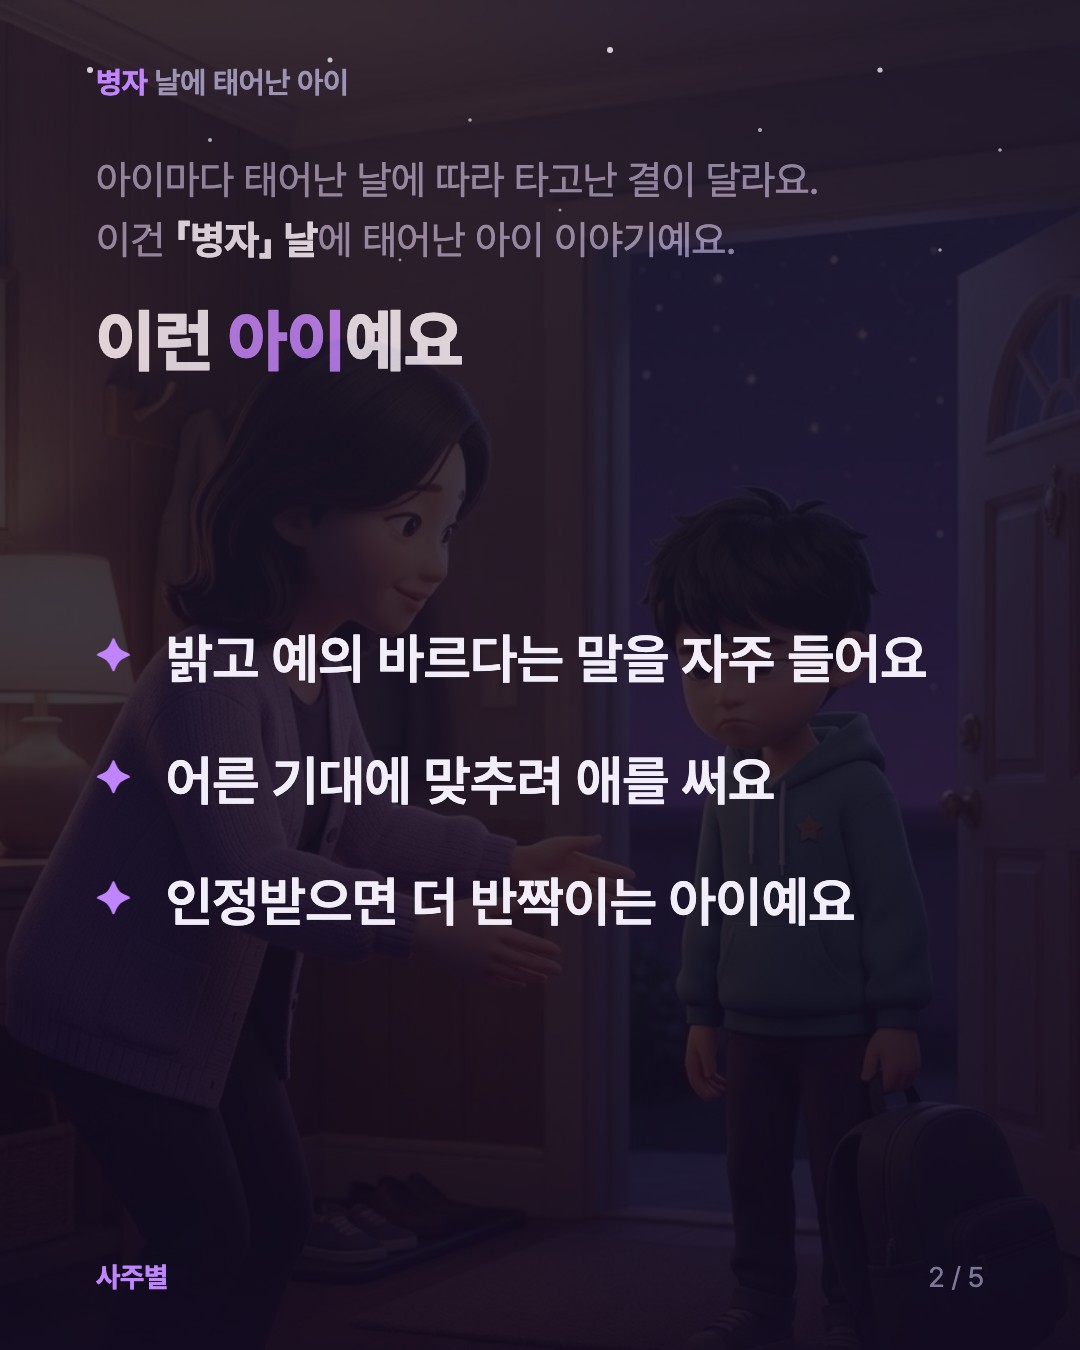 병자 날에 태어난 아이
아이마다 태어난 날에 따라 타고난 결이 달라요.
이건 「병자」 날에 태어난 아이 이야기예요.
이런 아이예요
밝고 예의 바르다는 말을 자주 들어요
어른 기대에 맞추려 애를 써요
인정받으면 더 반짝이는 아이예요
사주별
2 / 5